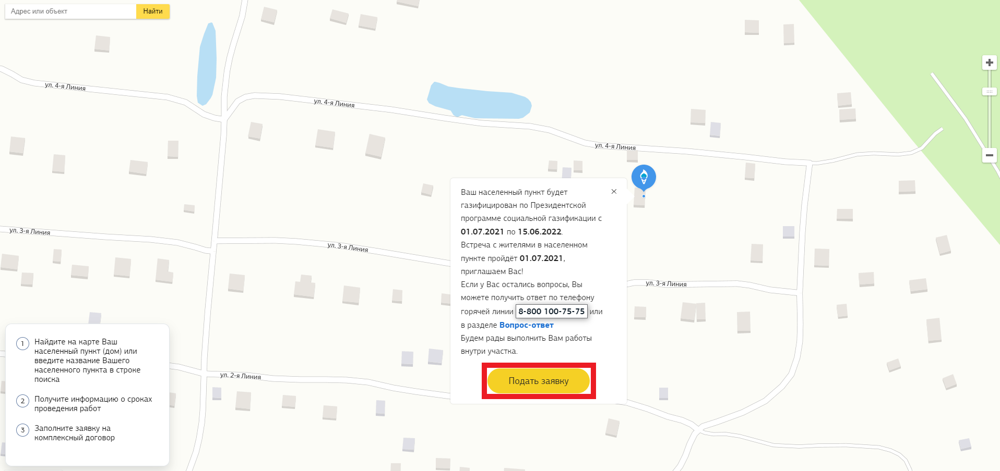 Адрес или объект
Найти
ул. 4-я Линия
ул. 4-я Линия
ул. 4-я Линия
Ваш населенный пункт будет
газифицирован по Президентской
программе социальной газификации с
01.07.2021 по 15.06.2022.
Встреча с жителями в населенном
пункте пройдёт 01.07.2021,
приглашаем Вас!
Если у Вас остались вопросы, Вы
можете получить ответ по телефону
горячей линии 8-800 100-75-75 или
в разделе Вопрос-ответ
Будем рады выполнить Вам работы
внутри участка.
Подать заявку
ул. 3-я Линия
ул. 3-я Линия
ул. 3-я Линия
ул. 2-я Линия
1 Найдите на карте Ваш
населенный пункт (дом) или
введите название Вашего
населенного пункта в строке
поиска
2 Получите информацию о сроках
проведения работ
3 Заполните заявку на
комплексный договор